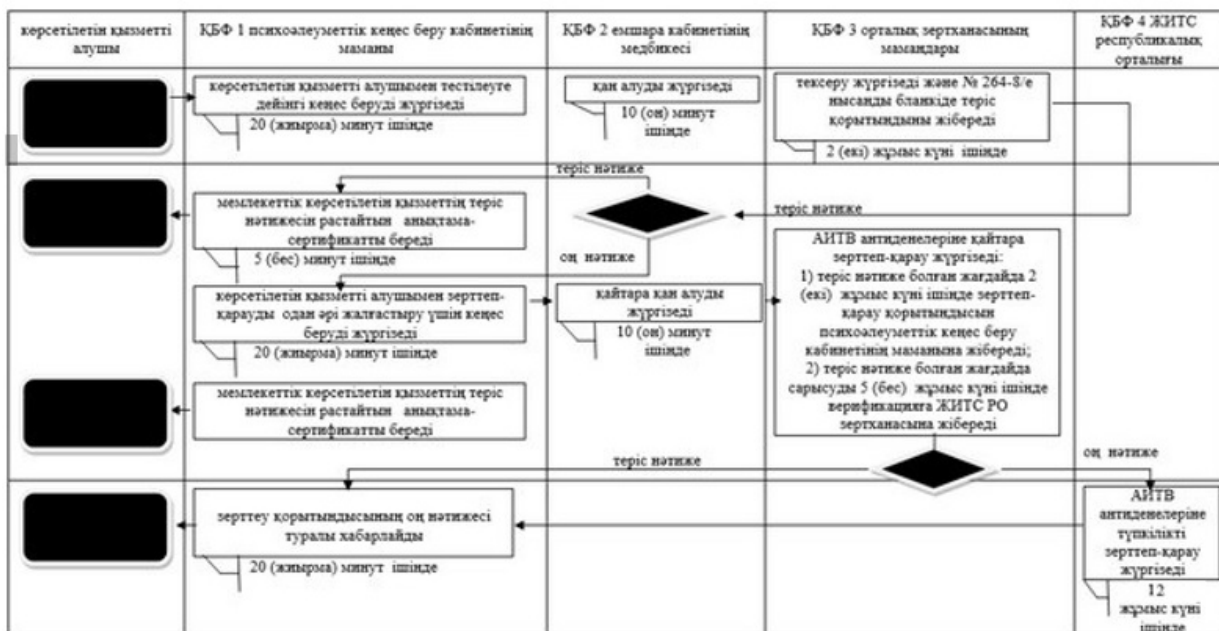 көрсетілетін қызметті
алушы
ҚБФ 1 психоәлеуметтік кеңес беру кабинетінің
маманы
ҚБФ 2 емшара кабинетінің
медбикесі
ҚБФ 3 орталық зертханасының
мамандары
ҚБФ 4 ЖИТС
республикалық
орталығы
көрсетілетін қызметті алушымен тестілеуге
дейінгі кеңес беруді жүргізеді
20 (жиырма) минут ішінде
қан алуды жүргізеді
10 (он) минут
ішінде
тексеру жүргізеді және № 264-8/е
нысанды бланкіде теріс
қорытындыны жібереді
2 (екі) жұмыс күні ішінде
теріс нәтиже
мемлекеттік көрсетілетін қызметтің теріс
нәтижесін растайтын анықтама-
сертификатты береді
5 (бес) минут ішінде
теріс нәтиже
оң нәтиже
көрсетілетін қызметті алушымен зерттеп-
қарауды одан әрі жалғастыру үшін кеңес
беруді жүргізеді
20 (жиырма) минут ішінде
қайтара қан алуды
жүргізеді
10 (он) минут
ішінде
АИТВ антиденелеріне қайтара
зерттеп-қарау жүргізеді:
1) теріс нәтиже болған жағдайда 2
(екі) жұмыс күні ішінде зерттеп-
қарау қорытындысын
психоәлеуметтік кеңес беру
кабинетінің маманына жібереді;
2) теріс нәтиже болған жағдайда
сарысуды 5 (бес) жұмыс күні ішінде
верификацияға ЖИТС РО
зертханасына жібереді
мемлекеттік көрсетілетін қызметтің теріс
нәтижесін растайтын анықтама-
сертификатты береді
теріс нәтиже
оң нәтиже
зерттеу қорытындысының оң нәтижесі
туралы хабарлайды
20 (жиырма) минут ішінде
АИТВ
антиденелеріне
түпкілікті
зерттеп-қарау
жүргізеді
12
жұмыс күні
ішінде